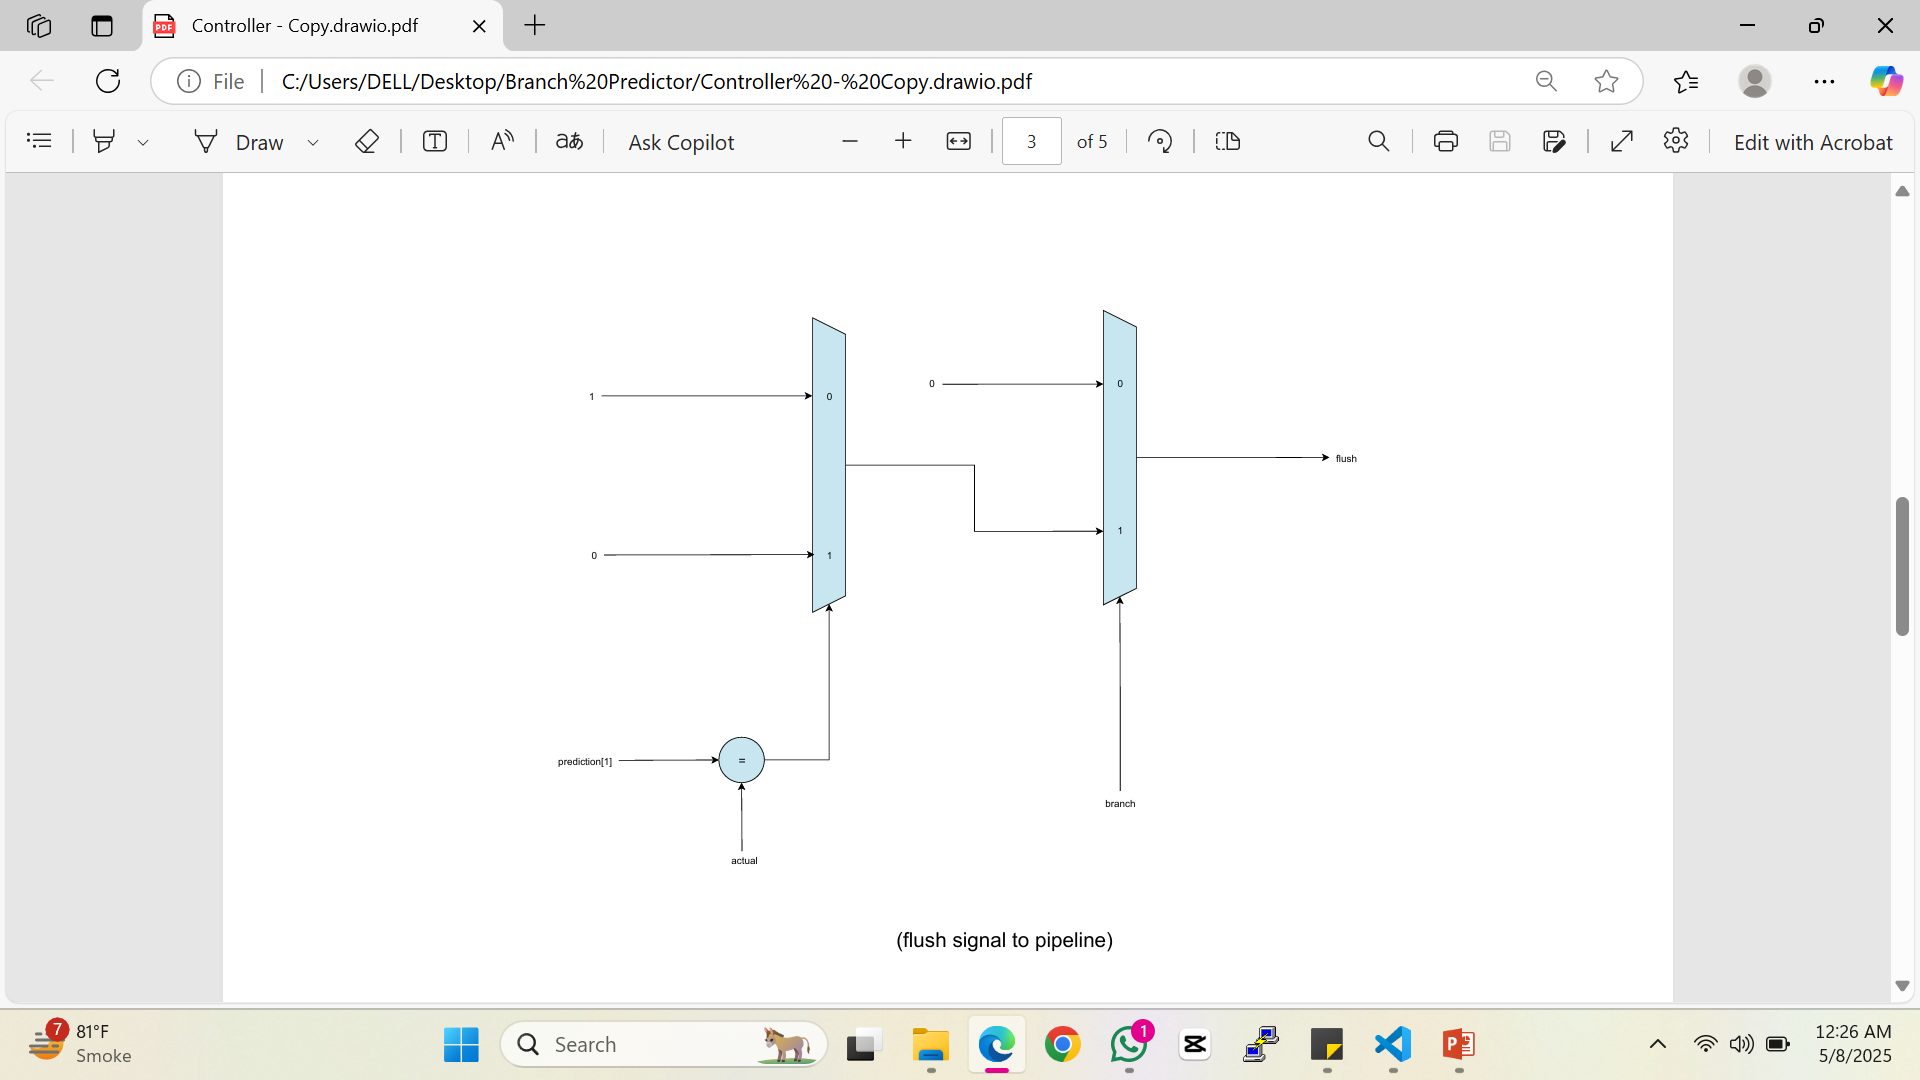 Controller - Copy.drawio.pdf
File
C:/Users/DELL/Desktop/Branch%20Predictor/Controller%20-%20Copy.drawio.pdf
Draw
Ask Copilot
3 of 5
Edit with Acrobat
1
0
0
0
flush
1
0
1
prediction[1]
=
branch
actual
(flush signal to pipeline)
7
81°F
Smoke
Search
1
12:26 AM
5/8/2025